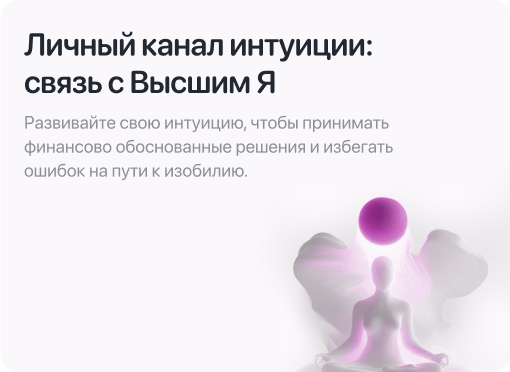 Личный канал интуиции:
связь с Высшим Я
Развивайте свою интуицию, чтобы принимать
финансово обоснованные решения и избегать
ошибок на пути к изобилию.